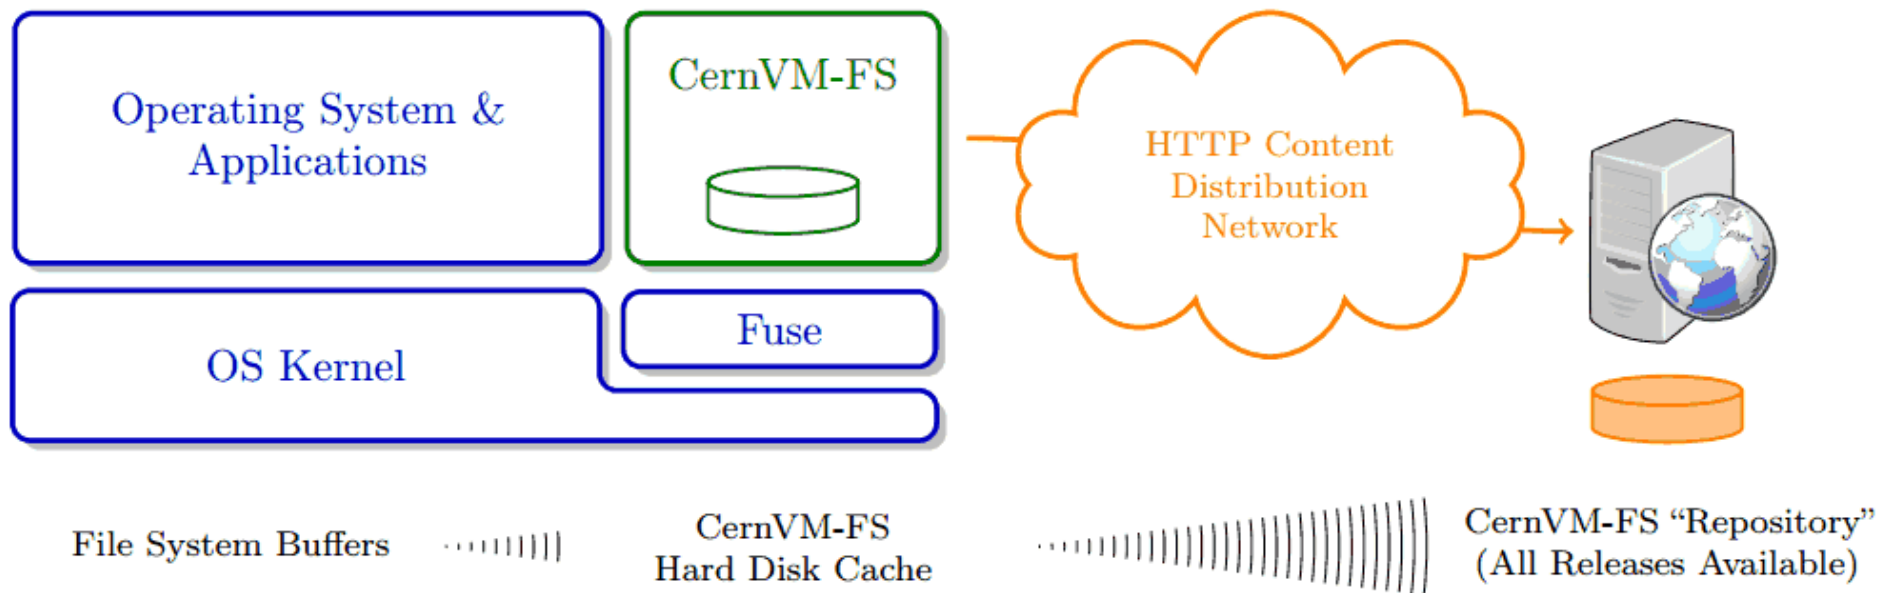 Operating System &
Applications
CernVM-FS
HTTP Content
Distribution
Network
Fuse
OS Kernel
File System Buffers
CernVM-FS
Hard Disk Cache
CernVM-FS “Repository”
(All Releases Available)